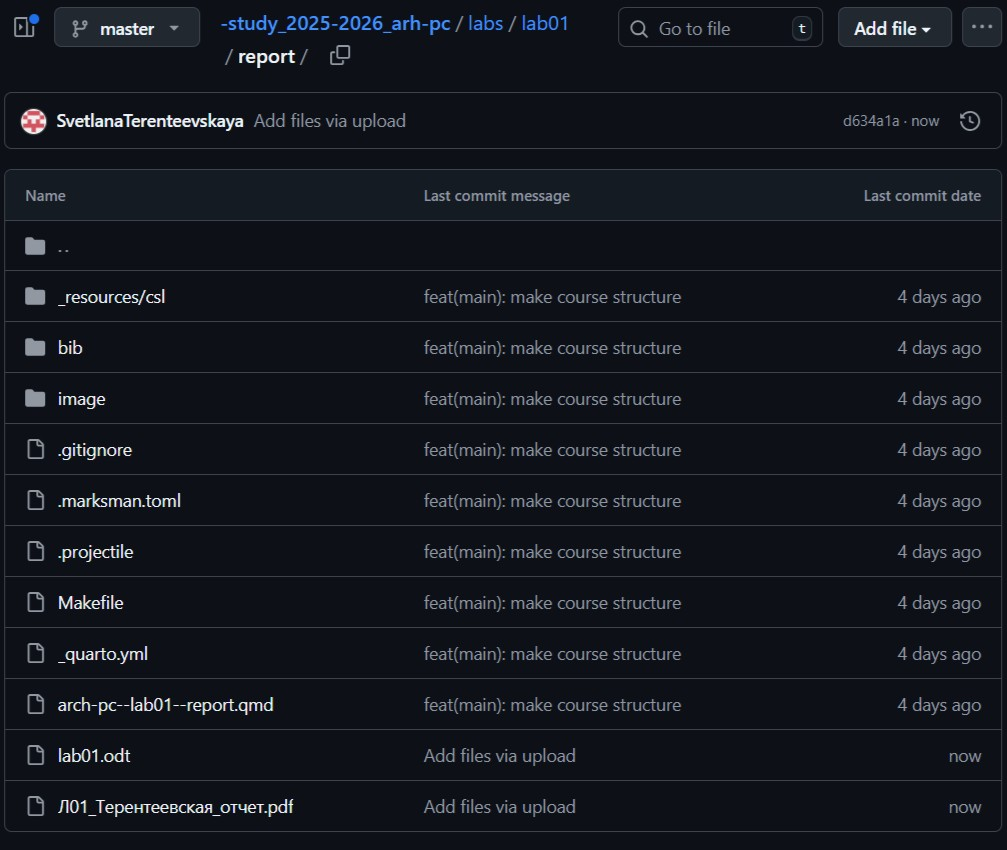 master -study_2025-2026_arh-pc / labs / lab01 Go to file t Add file ...
/ report /
SvetlanaTerenteevskaya Add files via upload d634a1a · now
Name Last commit message Last commit date
..
_resources/csl feat(main): make course structure 4 days ago
bib feat(main): make course structure 4 days ago
image feat(main): make course structure 4 days ago
.gitignore feat(main): make course structure 4 days ago
.marksman.toml feat(main): make course structure 4 days ago
.projectile feat(main): make course structure 4 days ago
Makefile feat(main): make course structure 4 days ago
_quarto.yml feat(main): make course structure 4 days ago
arch-pc--lab01--report.qmd feat(main): make course structure 4 days ago
lab01.odt Add files via upload now
Л01_Терентеевская_отчет.pdf Add files via upload now